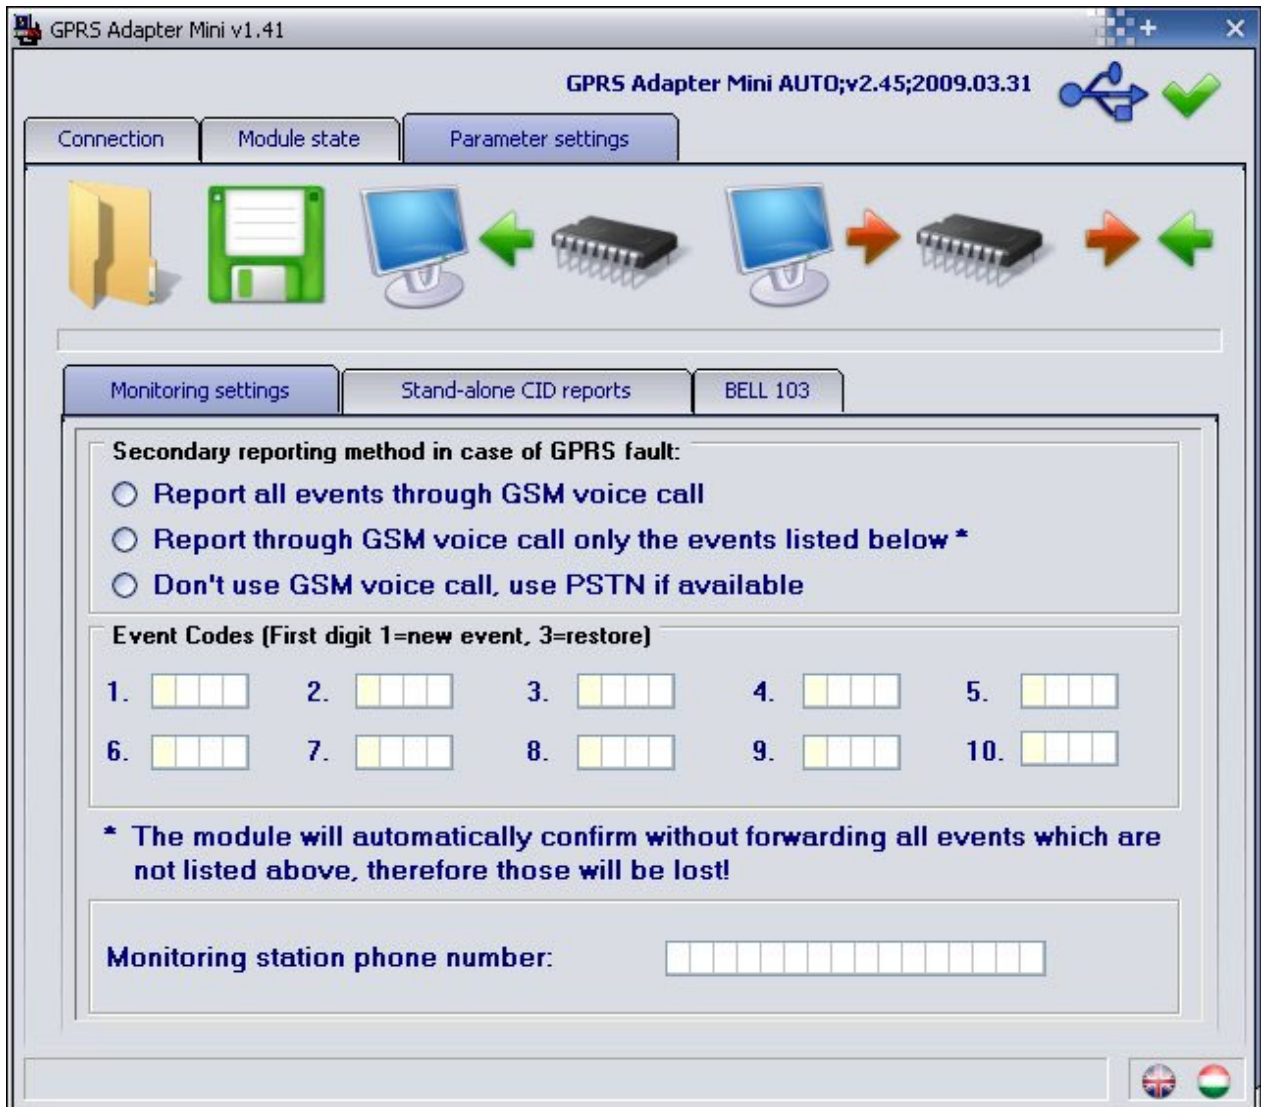 GPRS Adapter Mini v1.41
GPRS Adapter Mini AUTO;v2.45;2009.03.31
Connection Module state Parameter settings
Monitoring settings Stand-alone CID reports BELL 103
Secondary reporting method in case of GPRS fault:
Report all events through GSM voice call
Report through GSM voice call only the events listed below *
Don't use GSM voice call, use PSTN if available
Event Codes (First digit 1=new event, 3=restore)
1. 2. 3. 4. 5.
6. 7. 8. 9. 10.
* The module will automatically confirm without forwarding all events which are
not listed above, therefore those will be lost!
Monitoring station phone number: